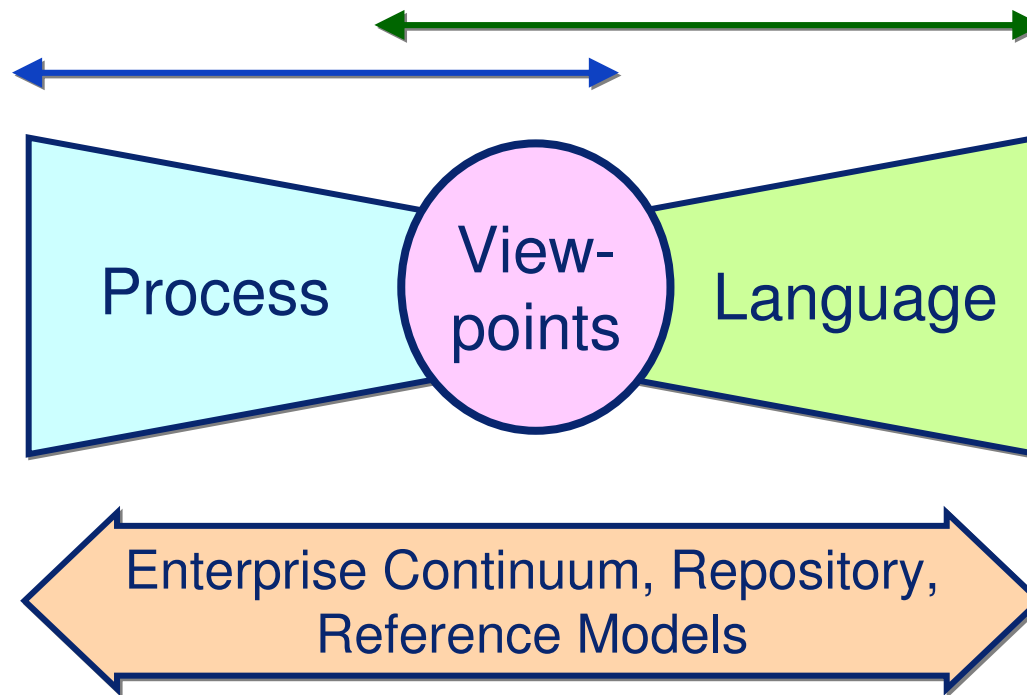 Process
View-
points
Language
Enterprise Continuum, Repository,
Reference Models